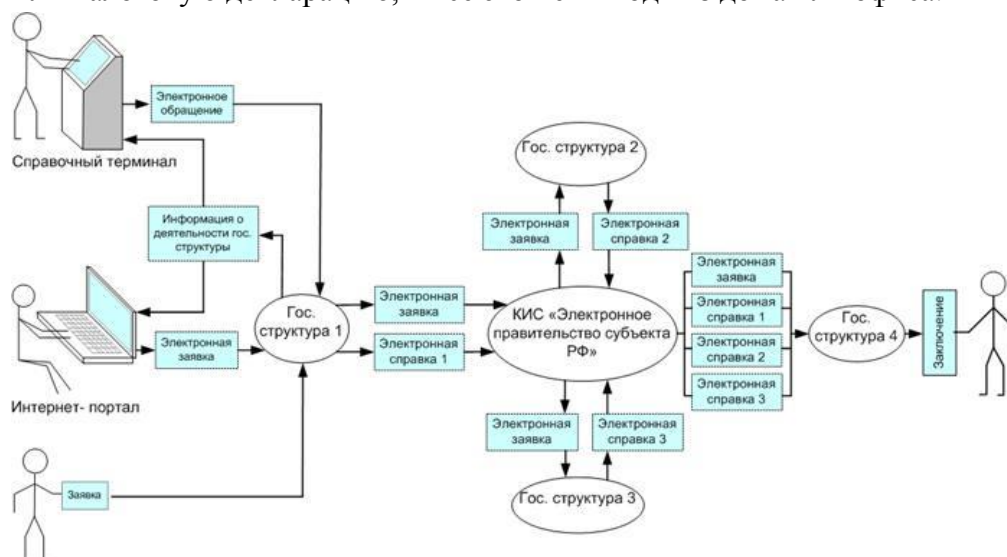 Электронное
обращение
Справочный терминал
Информация о
деятельности гос.
структуры
Интернет- портал
Электронная
заявка
Заявка
Гос.
структура 1
Электронная
заявка
Электронная
справка 1
Гос. структура 2
Электронная
заявка
Электронная
справка 2
КИС «Электронное
правительство субъекта
РФ»
Электронная
заявка
Электронная
справка 3
Гос. структура 3
Электронная
заявка
Электронная
справка 1
Электронная
справка 2
Электронная
справка 3
Гос.
структура 4
Заключение